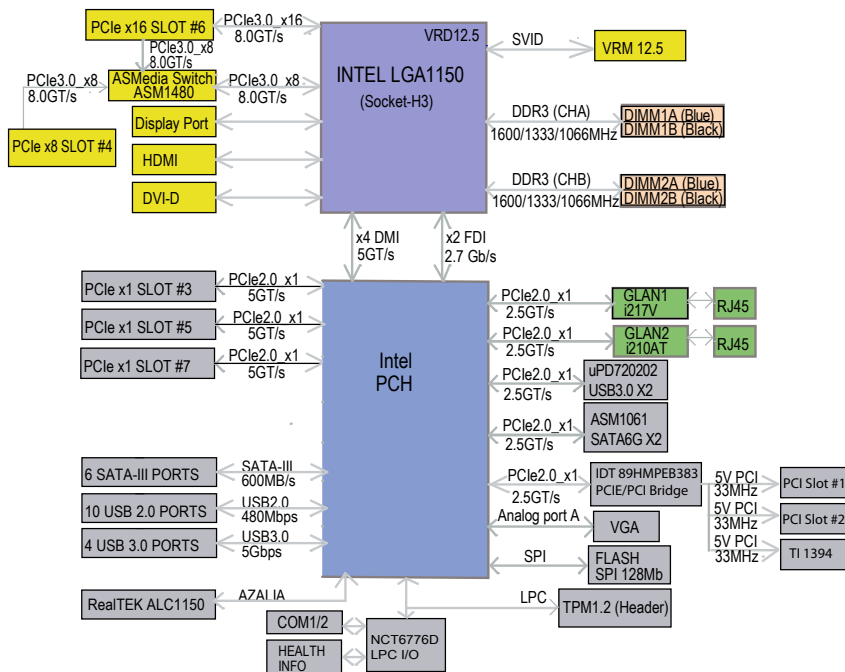 PCIe x16 SLOT #6
PCIe3.0_x16
8.0GT/s
PCIe3.0_x8
8.0GT/s
PCIe3.0_x8
8.0GT/s
ASMedia Switch
ASM1480
PCIe3.0_x8
8.0GT/s
PCIe x8 SLOT #4
Display Port
HDMI
DVI-D
VRD12.5
INTEL LGA1150
(Socket-H3)
SVID
VRM 12.5
DDR3 (CHA)
1600/1333/1066MHz
DIMM1A (Blue)
DIMM1B (Black)
DDR3 (CHB)
1600/1333/1066MHz
DIMM2A (Blue)
DIMM2B (Black)
x4 DMI
5GT/s
x2 FDI
2.7 Gb/s
PCIe x1 SLOT #3
PCIe2.0_x1
5GT/s
PCIe x1 SLOT #5
PCIe2.0_x1
5GT/s
PCIe x1 SLOT #7
PCIe2.0_x1
5GT/s
Intel
PCH
PCIe2.0_x1
2.5GT/s
GLAN1
i217V
RJ45
PCIe2.0_x1
2.5GT/s
GLAN2
i210AT
RJ45
PCIe2.0_x1
2.5GT/s
uPD720202
USB3.0 X2
PCIe2.0_x1
2.5GT/s
ASM1061
SATA6G X2
PCIe2.0_x1
2.5GT/s
IDT 89HMPEB383
PCIE/PCI Bridge
5V PCI
33MHz
PCI Slot #1
5V PCI
33MHz
PCI Slot #2
5V PCI
33MHz
TI 1394
6 SATA-III PORTS
SATA-III
600MB/s
10 USB 2.0 PORTS
USB2.0
480Mbps
4 USB 3.0 PORTS
USB3.0
5Gbps
Analog port A
VGA
SPI
FLASH
SPI 128Mb
RealTEK ALC1150
AZALIA
LPC
TPM1.2 (Header)
COM1/2
HEALTH
INFO
NCT6776D
LPC I/O